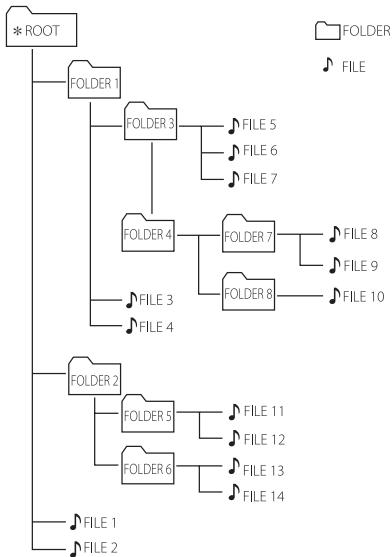 * ROOT
FOLDER
FILE
FOLDER 1
FOLDER 3
FILE 5
FILE 6
FILE 7
FOLDER 4
FOLDER 7
FILE 8
FILE 9
FOLDER 8
FILE 10
FILE 3
FILE 4
FOLDER 2
FOLDER 5
FILE 11
FILE 12
FOLDER 6
FILE 13
FILE 14
FILE 1
FILE 2